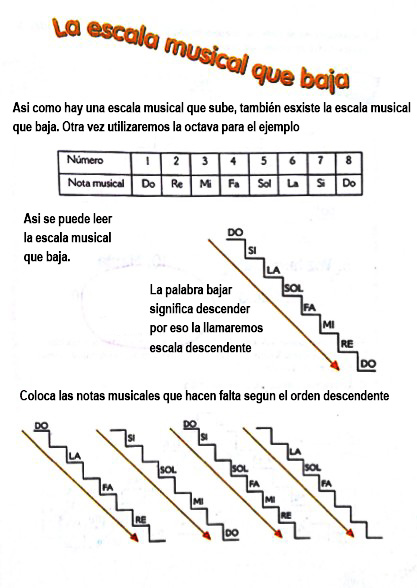 La escala musical que baja
Asi como hay una escala musical que sube, también esxiste la escala musical
que baja. Otra vez utilizaremos la octava para el ejemplo
Número 1 2 3 4 5 6 7 8
Nota musical Do Re Mi Fa Sol La Si Do
Asi se puede leer
la escala musical
que baja.
DO
SI
LA
SOL
FA
MI
RE
DO
La palabra bajar
significa descender
por eso la llamaremos
escala descendente
Coloca las notas musicales que hacen falta segun el orden descendente
DO
LA
FA
RE
SI
SOL
MI
DO
DO
SI
SOL
FA
MI
LA
SOL
FA